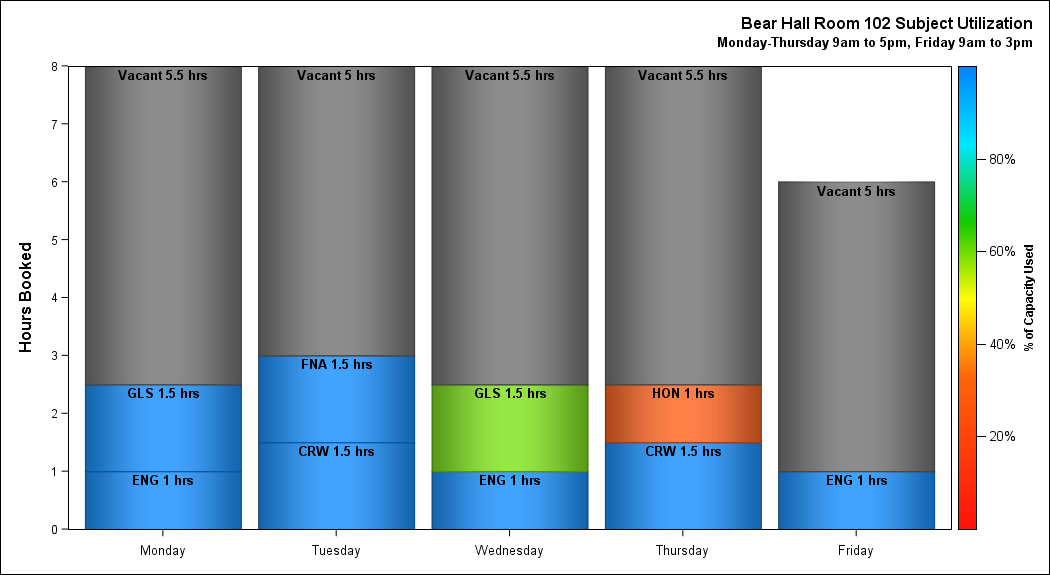 Bear Hall Room 102 Subject Utilization
Monday-Thursday 9am to 5pm, Friday 9am to 3pm
Hours Booked
8
7
6
5
4
3
2
1
0
Vacant 5.5 hrs
GLS 1.5 hrs
ENG 1 hrs
Vacant 5 hrs
FNA 1.5 hrs
CRW 1.5 hrs
Vacant 5.5 hrs
GLS 1.5 hrs
ENG 1 hrs
Vacant 5.5 hrs
HON 1 hrs
CRW 1.5 hrs
Vacant 5 hrs
ENG 1 hrs
Monday
Tuesday
Wednesday
Thursday
Friday
80%
60%
40%
20%
% of Capacity Used